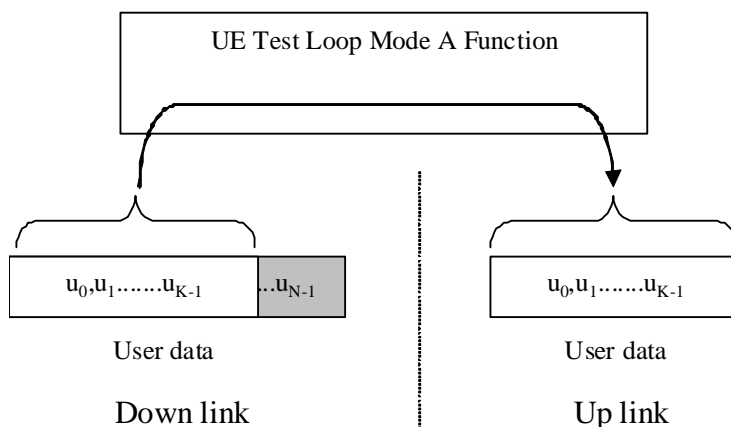 UE Test Loop Mode A Function
u0,u1.......uK-1 ...uN-1
u0,u1.......uK-1
User data
User data
Down link
Up link